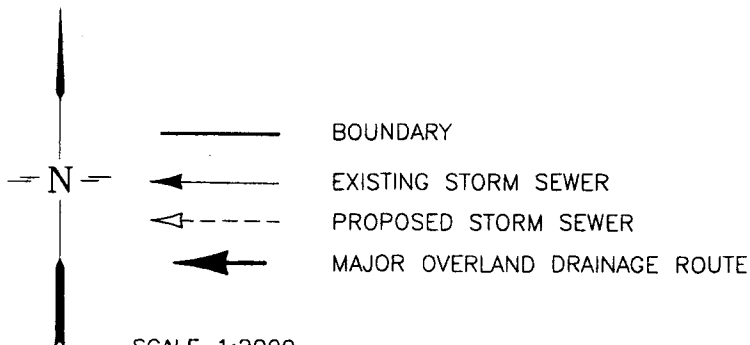 BOUNDARY
N
EXISTING STORM SEWER
PROPOSED STORM SEWER
MAJOR OVERLAND DRAINAGE ROUTE